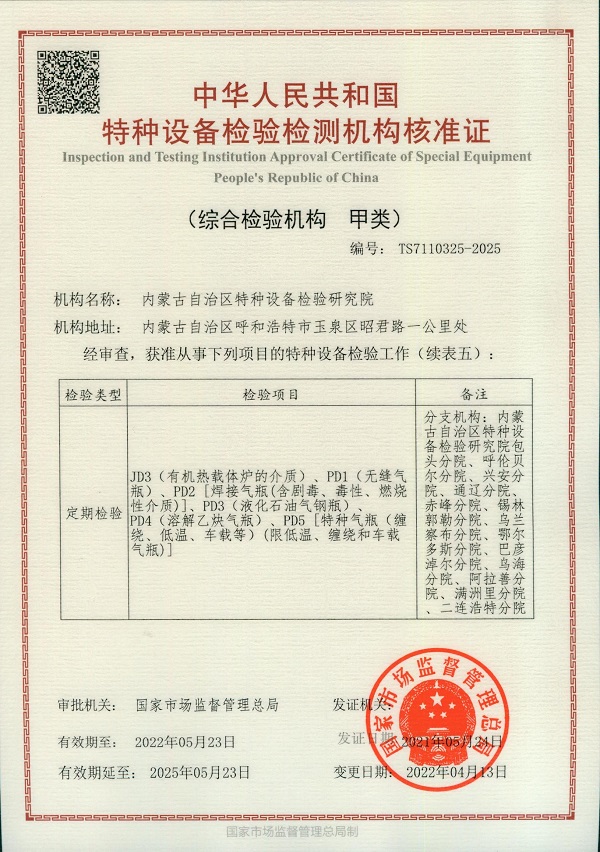 中华人民共和国
特种设备检验检测机构核准证
Inspection and Testing Institution Approval Certificate of Special Equipment
People's Republic of China
（综合检验机构 甲类）
编号： TS7110325-2025
机构名称： 内蒙古自治区特种设备检验研究院
机构地址： 内蒙古自治区呼和浩特市玉泉区昭君路一公里处
经审查，获准从事下列项目的特种设备检验工作（续表五）：
检验类型 检验项目 备注
定期检验
JD3（有机热载体炉的介质）、PD1（无缝气
瓶）、PD2［焊接气瓶(含剧毒、毒性、燃烧
性介质)］、PD3（液化石油气钢瓶）、
PD4（溶解乙炔气瓶）、PD5［特种气瓶（缠
绕、低温、车载等）(限低温、缠绕和车载
气瓶)］
分支机构：内蒙
古自治区特种设
备检验研究院包
头分院、呼伦贝
尔分院、兴安分
院、通辽分院、
赤峰分院、锡林
郭勒分院、乌兰
察布分院、鄂尔
多斯分院、巴彦
淖尔分院、乌海
分院、阿拉善分
院、满洲里分院
、二连浩特分院
审批机关： 国家市场监督管理总局
发证机关：
国家市场监督管理总局
有效期至： 2022年05月23日
发证日期：2021年05月24日
有效期延至： 2025年05月23日
变更日期：2022年04月13日
国家市场监督管理总局制